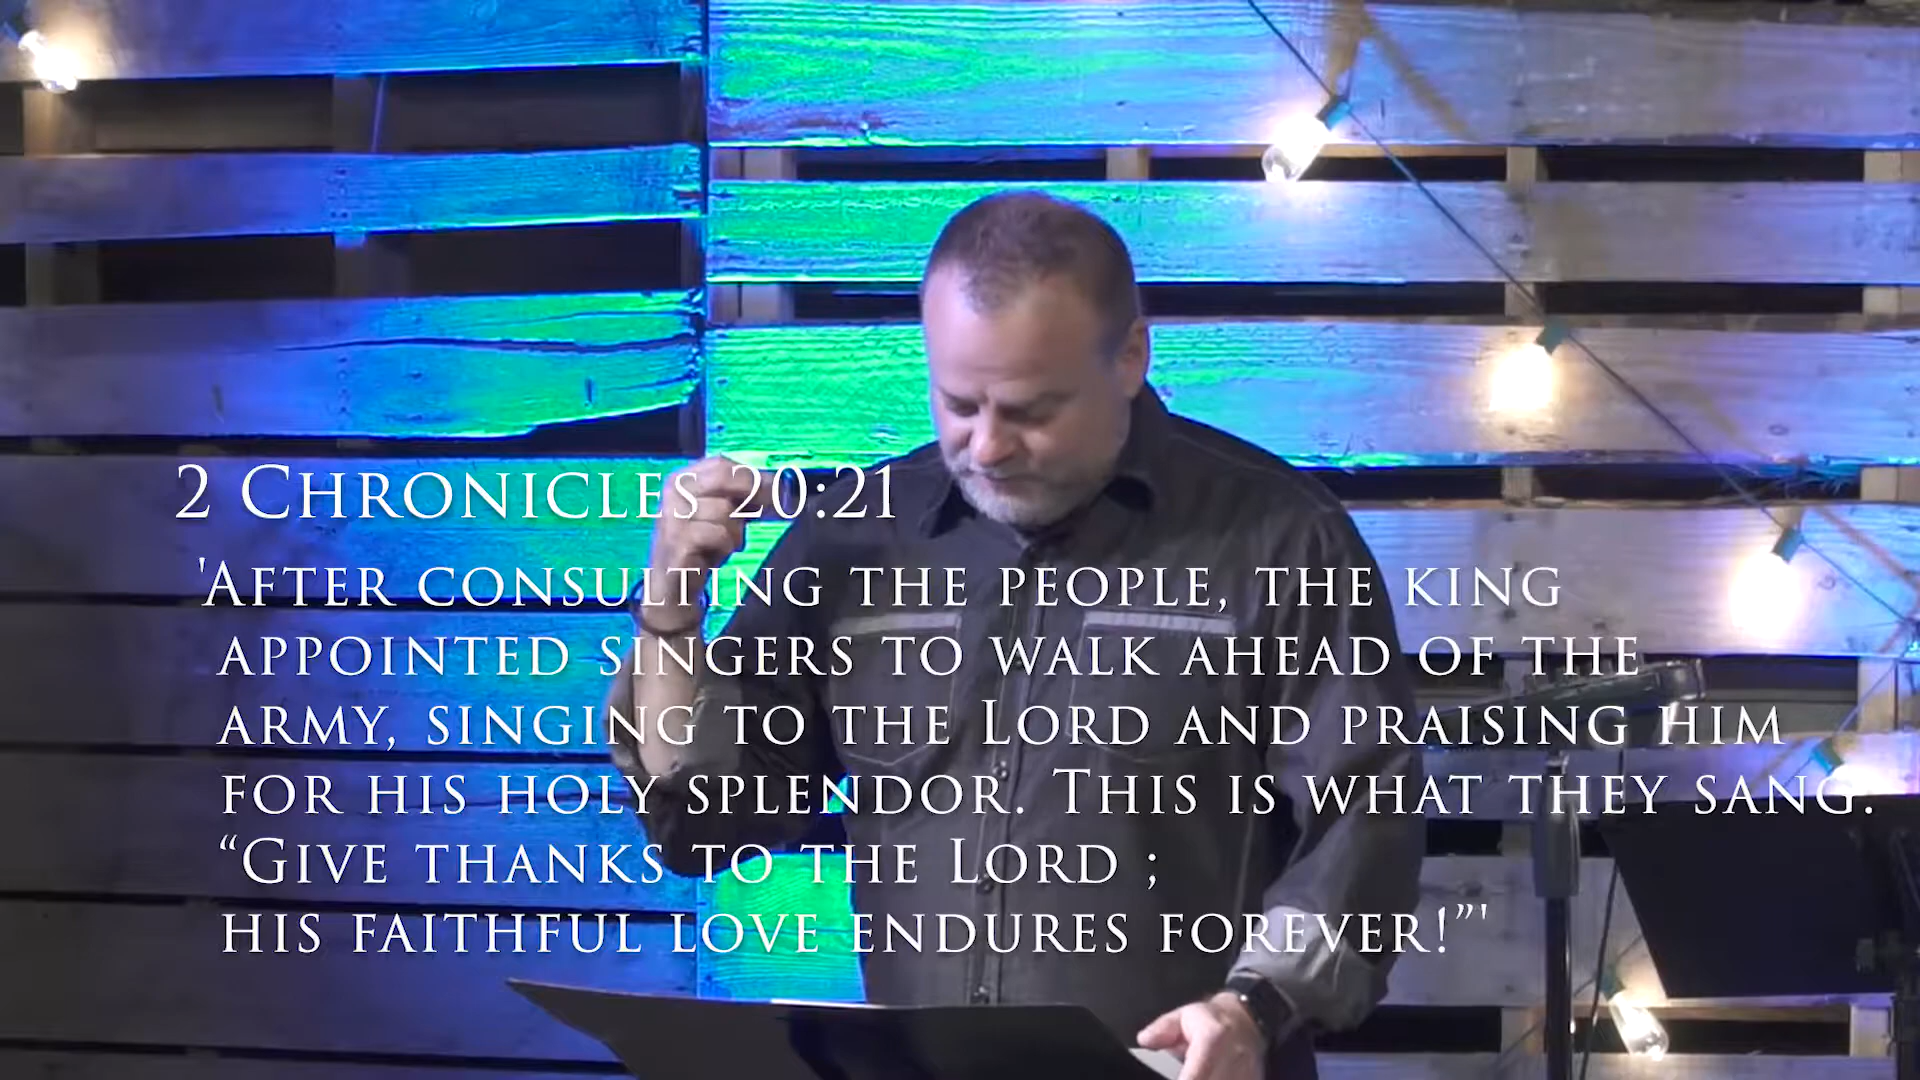 2 Chronicles 20:21
'After consulting the people, the king
appointed singers to walk ahead of the
army, singing to the Lord and praising him
for his holy splendor. This is what they sang:
“Give thanks to the Lord ;
his faithful love endures forever!”'